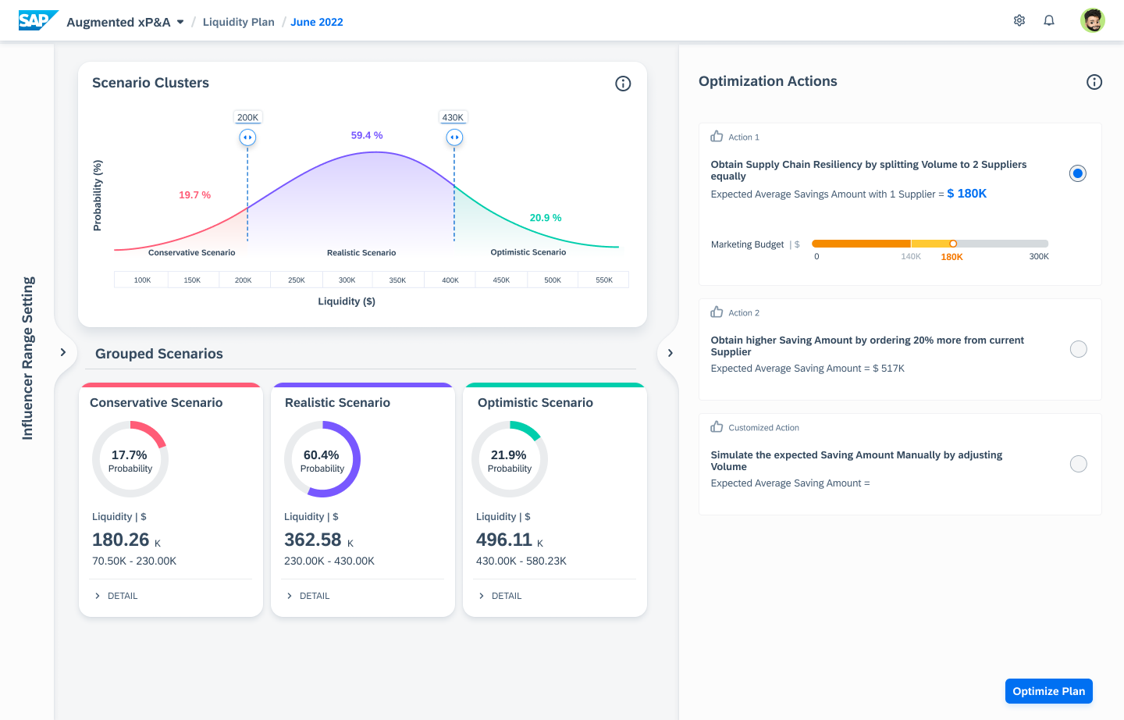 SAP Augmented xP&A / Liquidity Plan / June 2022
Influencer Range Setting
Scenario Clusters
200K
430K
59.4 %
19.7 %
20.9 %
Probability (%)
Conservative Scenario
Realistic Scenario
Optimistic Scenario
100K 150K 200K 250K 300K 350K 400K 450K 500K 550K
Liquidity ($)
Grouped Scenarios
Conservative Scenario
17.7%
Probability
Liquidity | $
180.26 K
70.50K - 230.00K
DETAIL
Realistic Scenario
60.4%
Probability
Liquidity | $
362.58 K
230.00K - 430.00K
DETAIL
Optimistic Scenario
21.9%
Probability
Liquidity | $
496.11 K
430.00K - 580.23K
DETAIL
Optimization Actions
Action 1
Obtain Supply Chain Resiliency by splitting Volume to 2 Suppliers
equally
Expected Average Savings Amount with 1 Supplier = $ 180K
Marketing Budget | $
0 140K 180K 300K
Action 2
Obtain higher Saving Amount by ordering 20% more from current
Supplier
Expected Average Saving Amount = $ 517K
Customized Action
Simulate the expected Saving Amount Manually by adjusting
Volume
Expected Average Saving Amount =
Optimize Plan